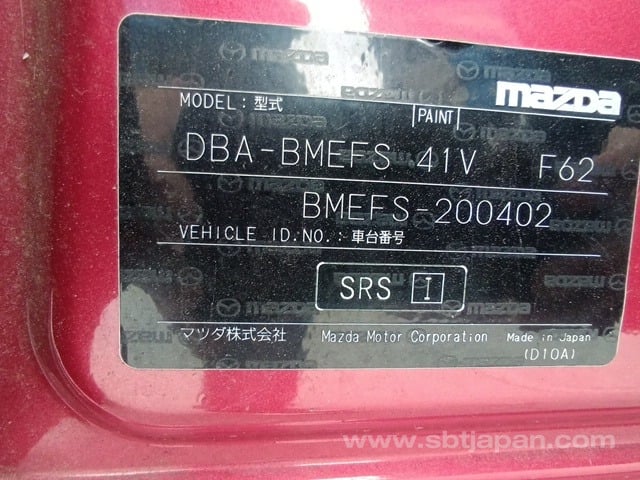 mazda
MODEL: 型式
PAINT
DBA-BMEFS 41V F62
BMEFS-200402
VEHICLE ID.NO.: 車台番号
SRS I
マツダ株式会社 Mazda Motor Corporation Made in Japan
(D10A)
www.sbtjapan.com